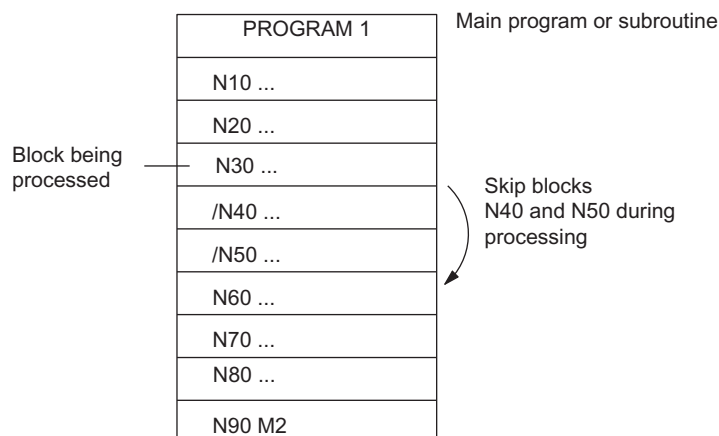 PROGRAM 1
Main program or subroutine
N10 ...
N20 ...
Block being
processed
N30 ...
/N40 ...
/N50 ...
Skip blocks
N40 and N50 during
processing
N60 ...
N70 ...
N80 ...
N90 M2